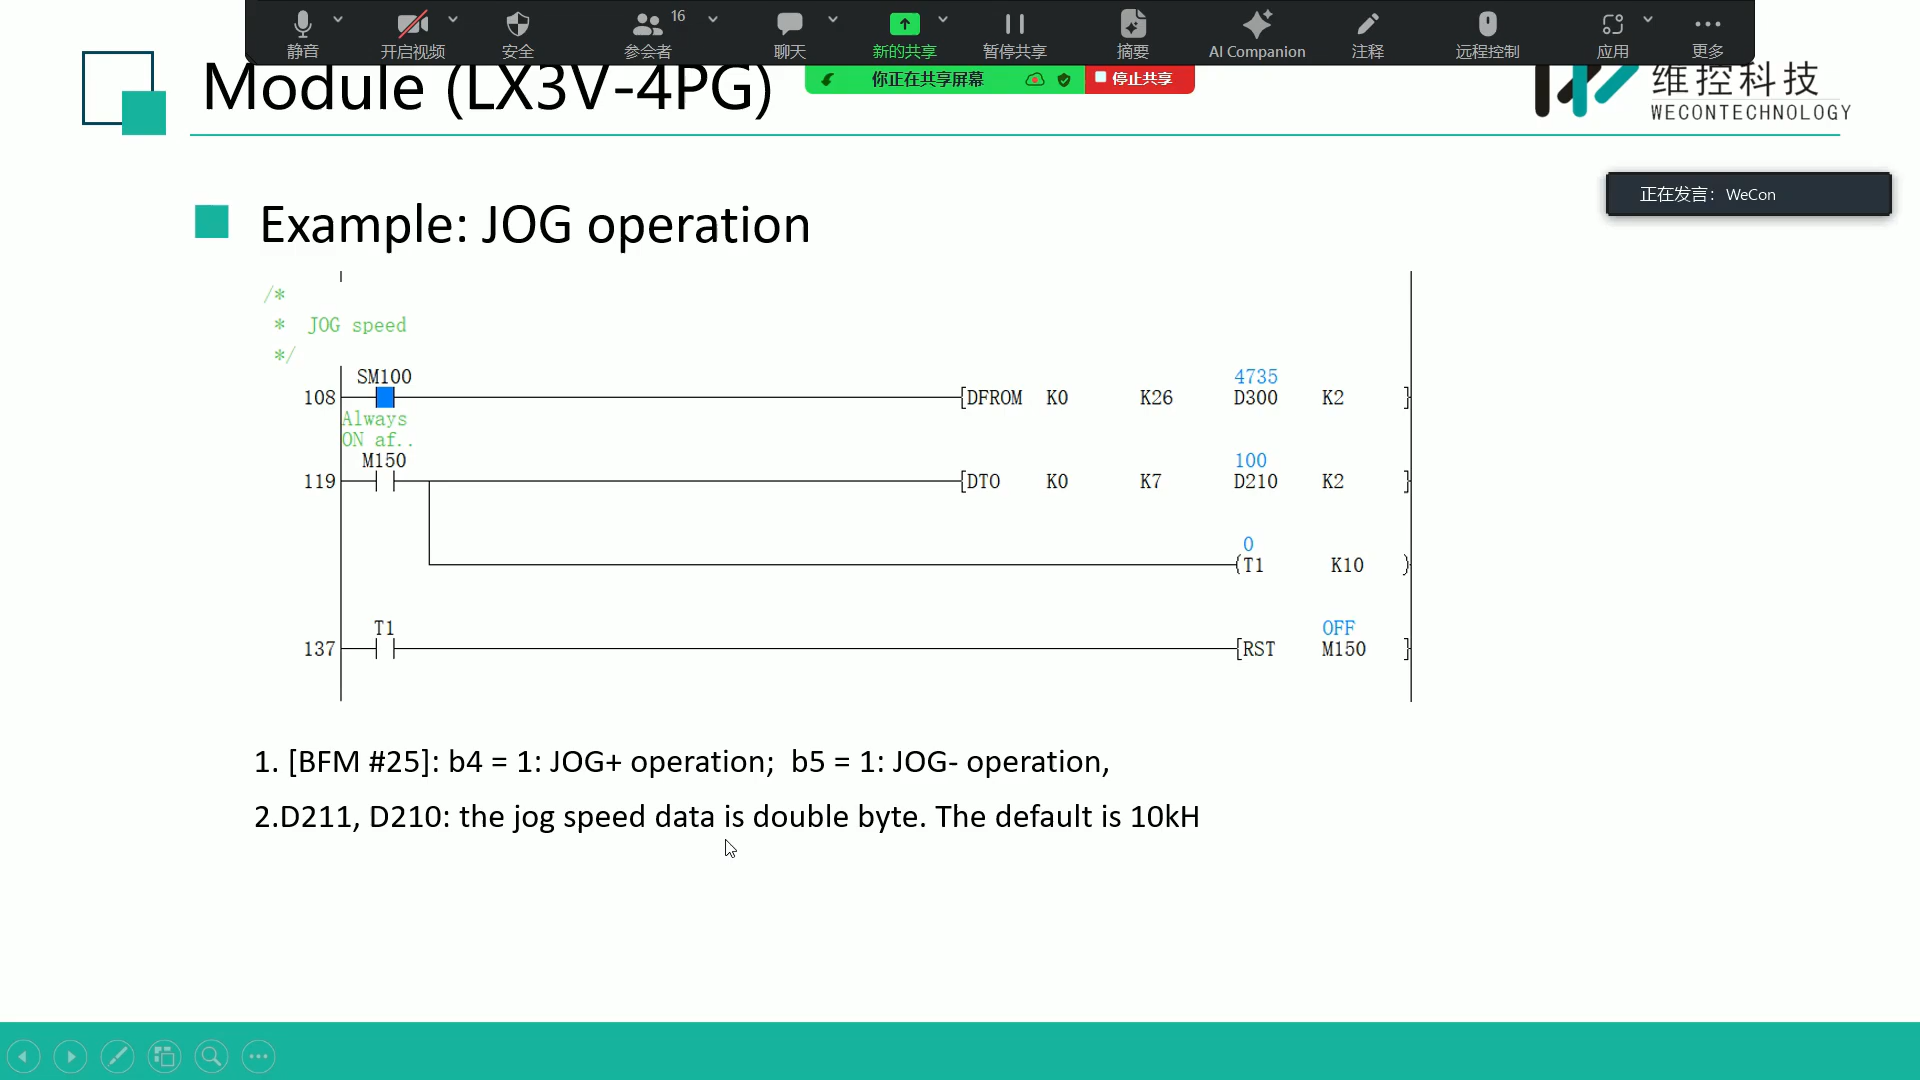 静音
开启视频
安全
参会者 16
聊天
新的共享
暂停共享
摘要
AI Companion
注释
远程控制
应用
更多
你正在共享屏幕
停止共享
Module (LX3V-4PG)
维控科技
WECONTECHNOLOGY
正在发言: WeCon
Example: JOG operation
/*
* JOG speed
*/
SM100 4735
108 [DFROM K0 K26 D300 K2 ]
Always
ON af..
M150 100
119 [DTO K0 K7 D210 K2 ]
0
(T1 K10 )
T1 OFF
137 [RST M150 ]
1. [BFM #25]: b4 = 1: JOG+ operation; b5 = 1: JOG- operation,
2.D211, D210: the jog speed data is double byte. The default is 10kH